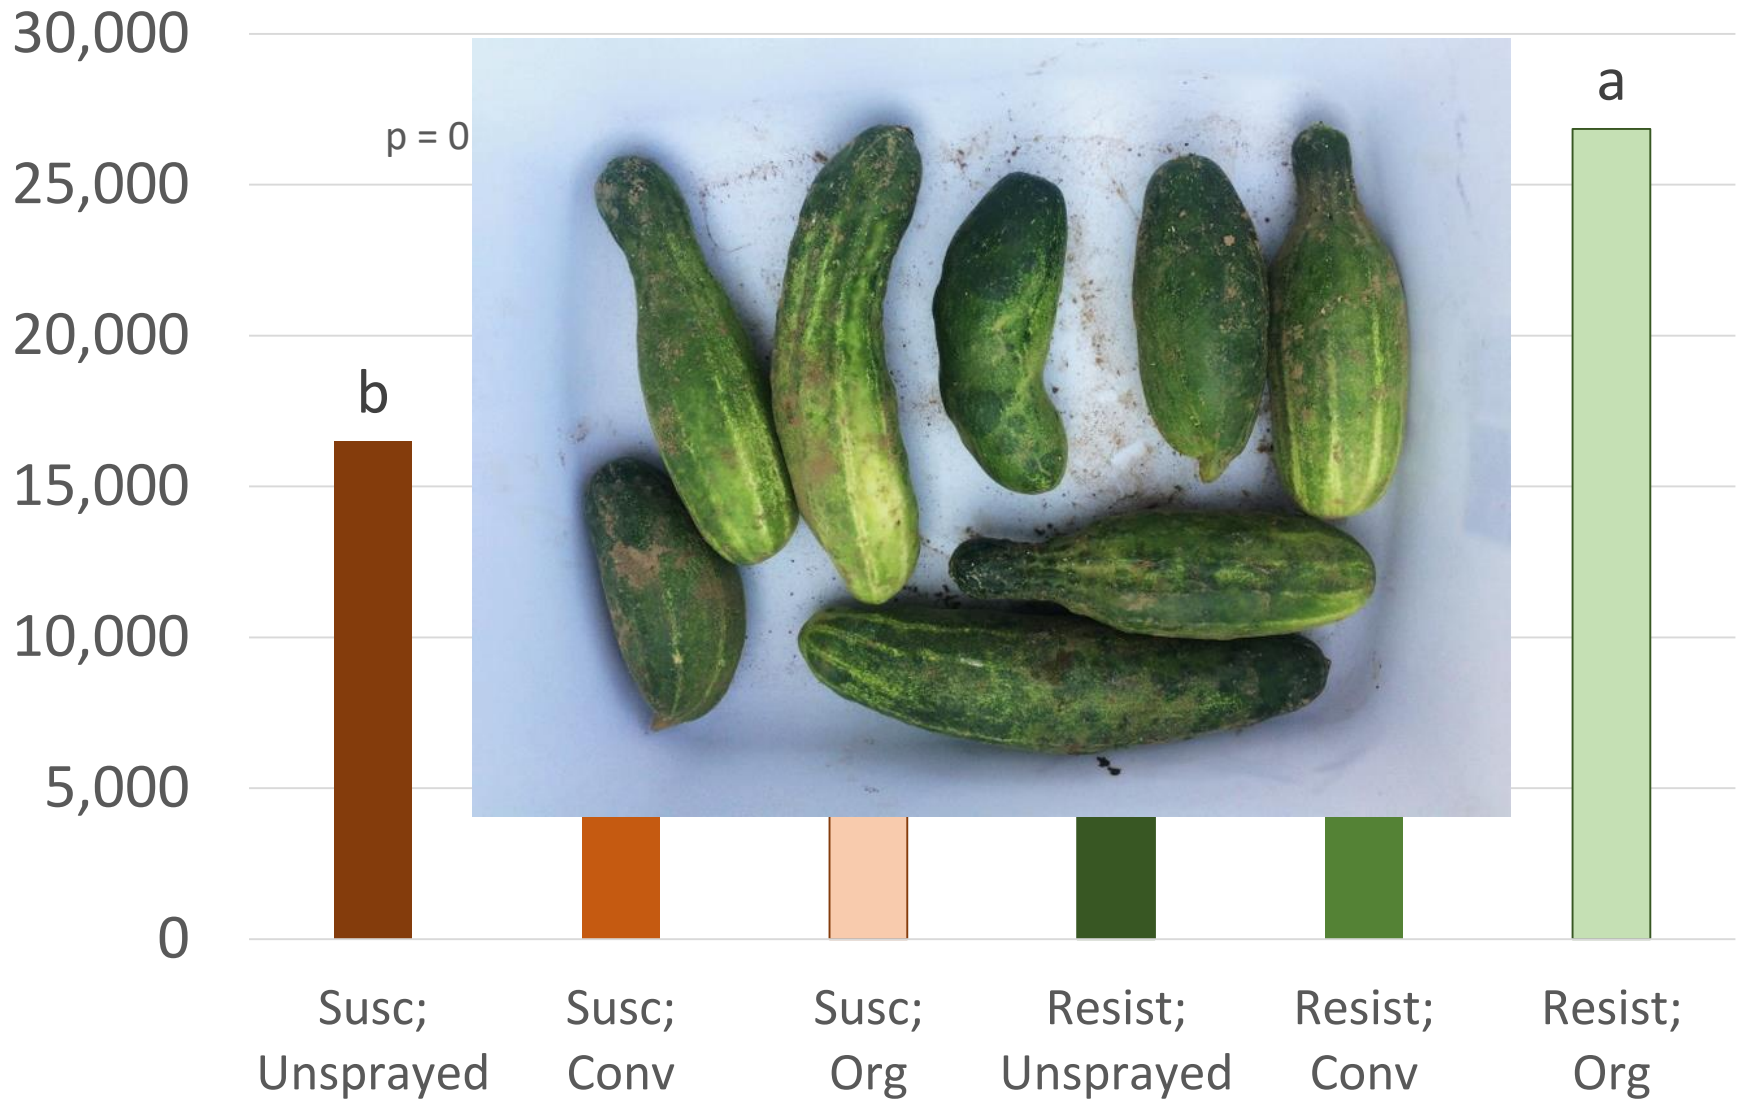 30,000
25,000
20,000
15,000
10,000
5,000
0
p = 0
b
a
Susc;
Unsprayed
Susc;
Conv
Susc;
Org
Resist;
Unsprayed
Resist;
Conv
Resist;
Org